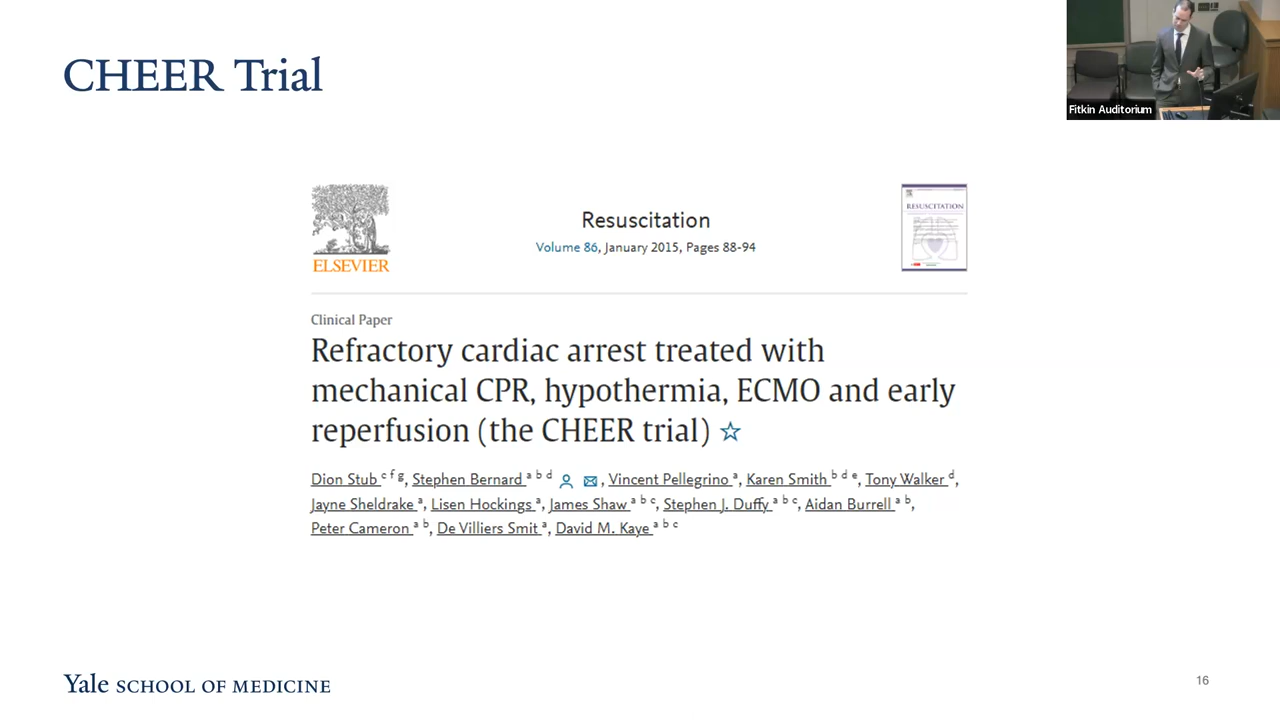 CHEER Trial
Fitkin Auditorium
ELSEVIER
Resuscitation
Volume 86, January 2015, Pages 88-94
RESUSCITATION
Clinical Paper
Refractory cardiac arrest treated with
mechanical CPR, hypothermia, ECMO and early
reperfusion (the CHEER trial) ☆
Dion Stub c f g, Stephen Bernard a b d , Vincent Pellegrino a, Karen Smith b d e, Tony Walker d,
Jayne Sheldrake a, Lisen Hockings a, James Shaw a b c, Stephen J. Duffy a b c, Aidan Burrell a b,
Peter Cameron a b, De Villiers Smit a, David M. Kaye a b c
Yale SCHOOL OF MEDICINE
16